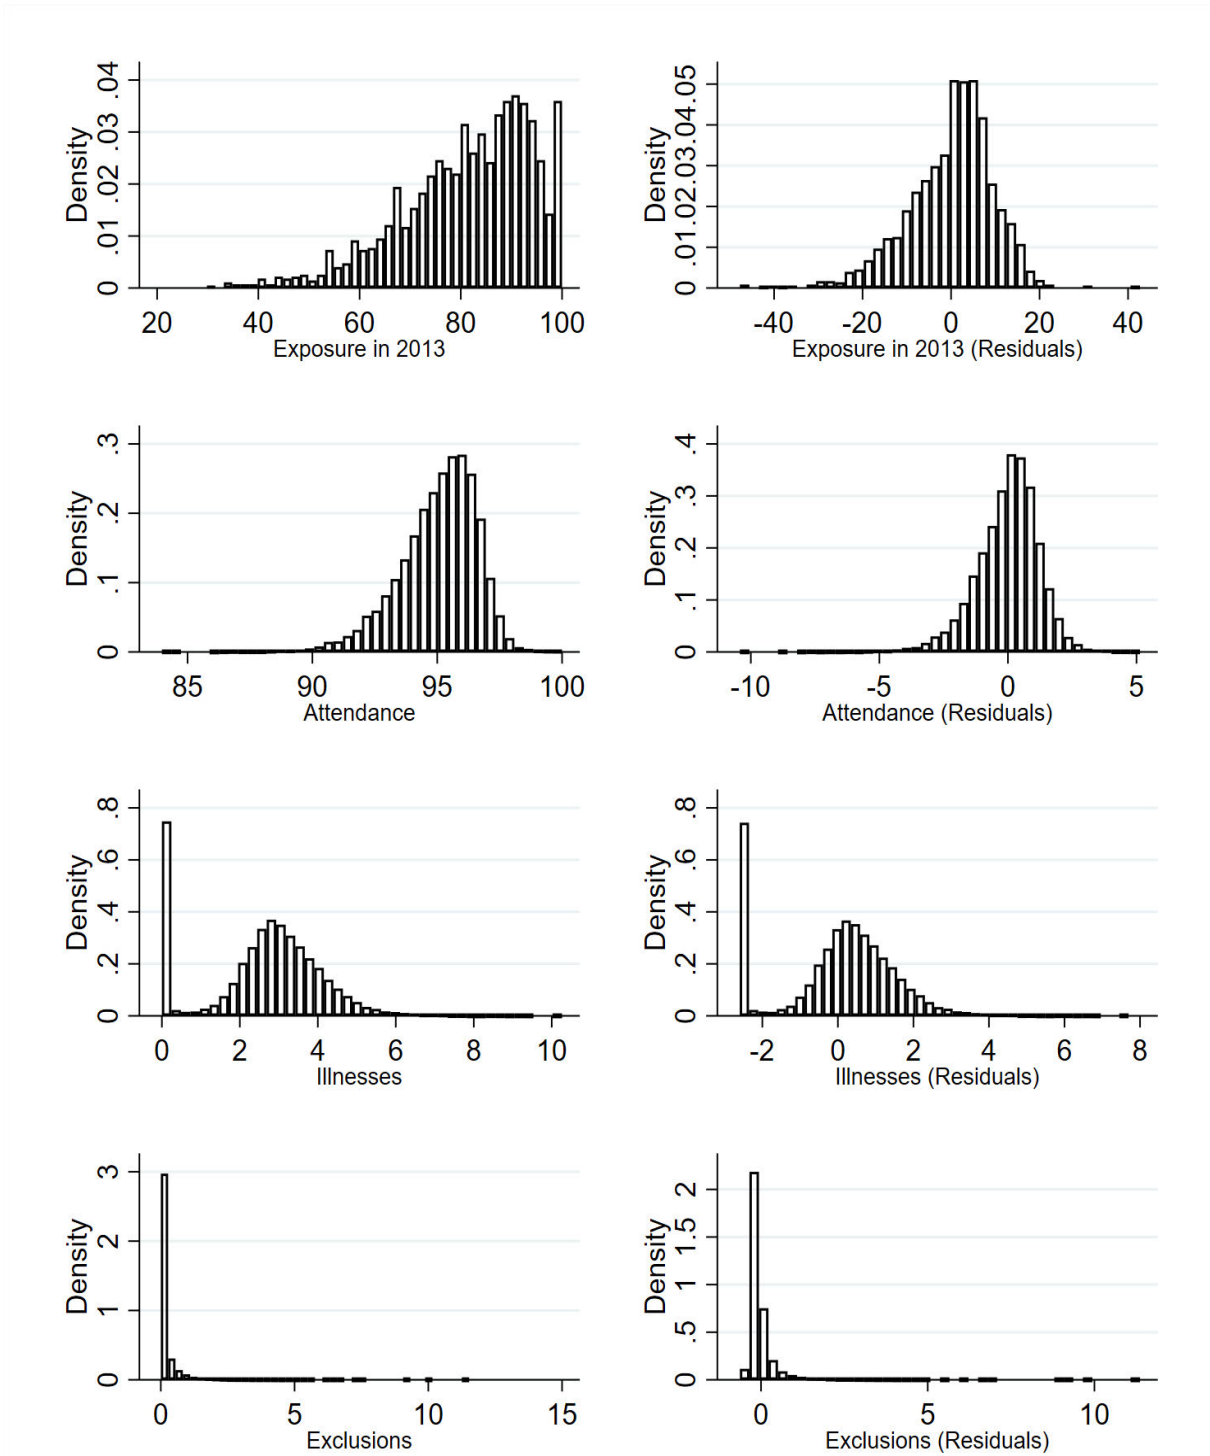 Density
.04
.03
.02
.01
0
20 40 60 80 100
Exposure in 2013
Density
.05
.04
.03
.02
.01
0
-40 -20 0 20 40
Exposure in 2013 (Residuals)
Density
.3
.2
.1
0
85 90 95 100
Attendance
Density
.4
.3
.2
.1
0
-10 -5 0 5
Attendance (Residuals)
Density
.8
.6
.4
.2
0
0 2 4 6 8 10
Illnesses
Density
.8
.6
.4
.2
0
-2 0 2 4 6 8
Illnesses (Residuals)
Density
3
2
1
0
0 5 10 15
Exclusions
Density
2
1.5
1
.5
0
0 5 10
Exclusions (Residuals)